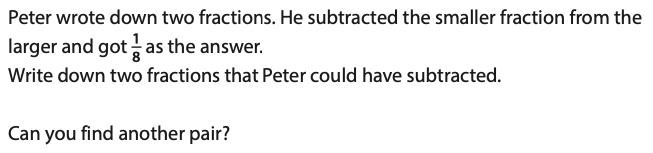 Peter wrote down two fractions. He subtracted the smaller fraction from the
larger and got 1/8 as the answer.
Write down two fractions that Peter could have subtracted.
Can you find another pair?